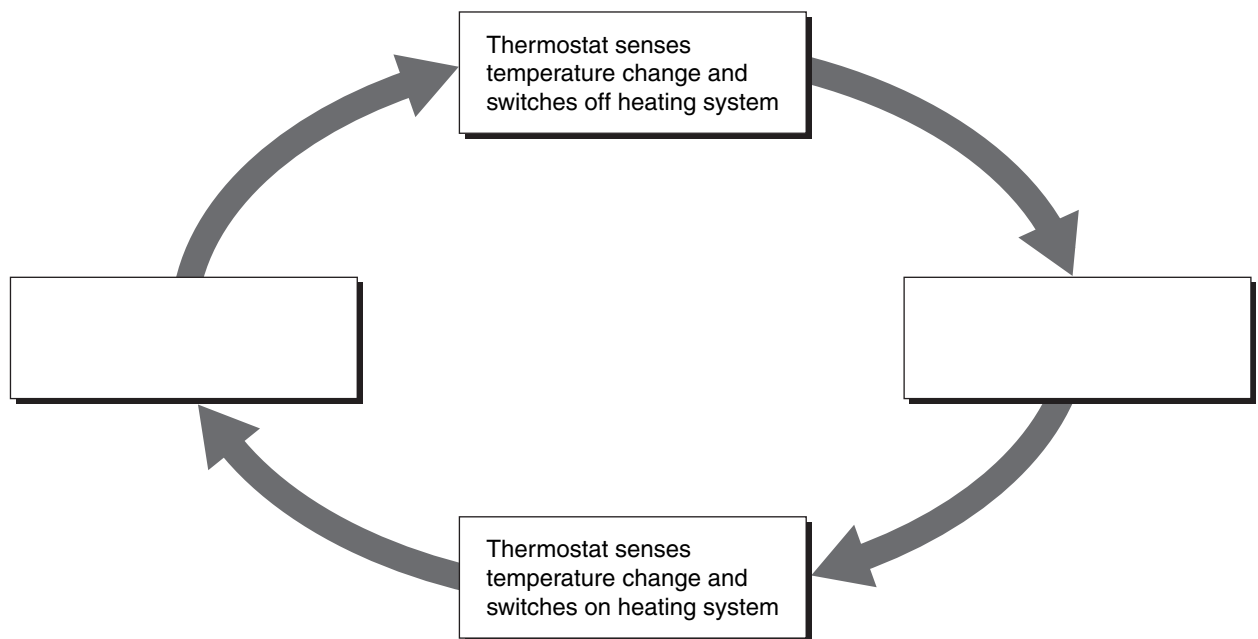 Thermostat senses
temperature change and
switches off heating system
Thermostat senses
temperature change and
switches on heating system